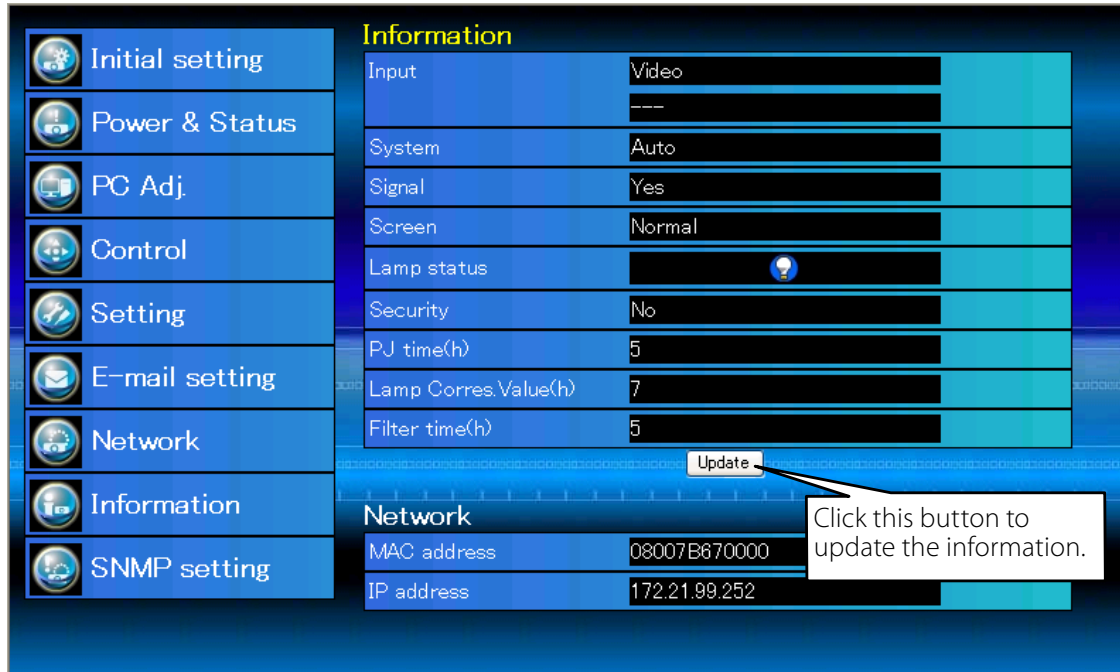 Initial setting
Power & Status
PC Adj.
Control
Setting
E-mail setting
Network
Information
SNMP setting
Information
Input Video
---
System Auto
Signal Yes
Screen Normal
Lamp status
Security No
PJ time(h) 5
Lamp Corres.Value(h) 7
Filter time(h) 5
Update
Click this button to
update the information.
Network
MAC address 08007B670000
IP address 172.21.99.252